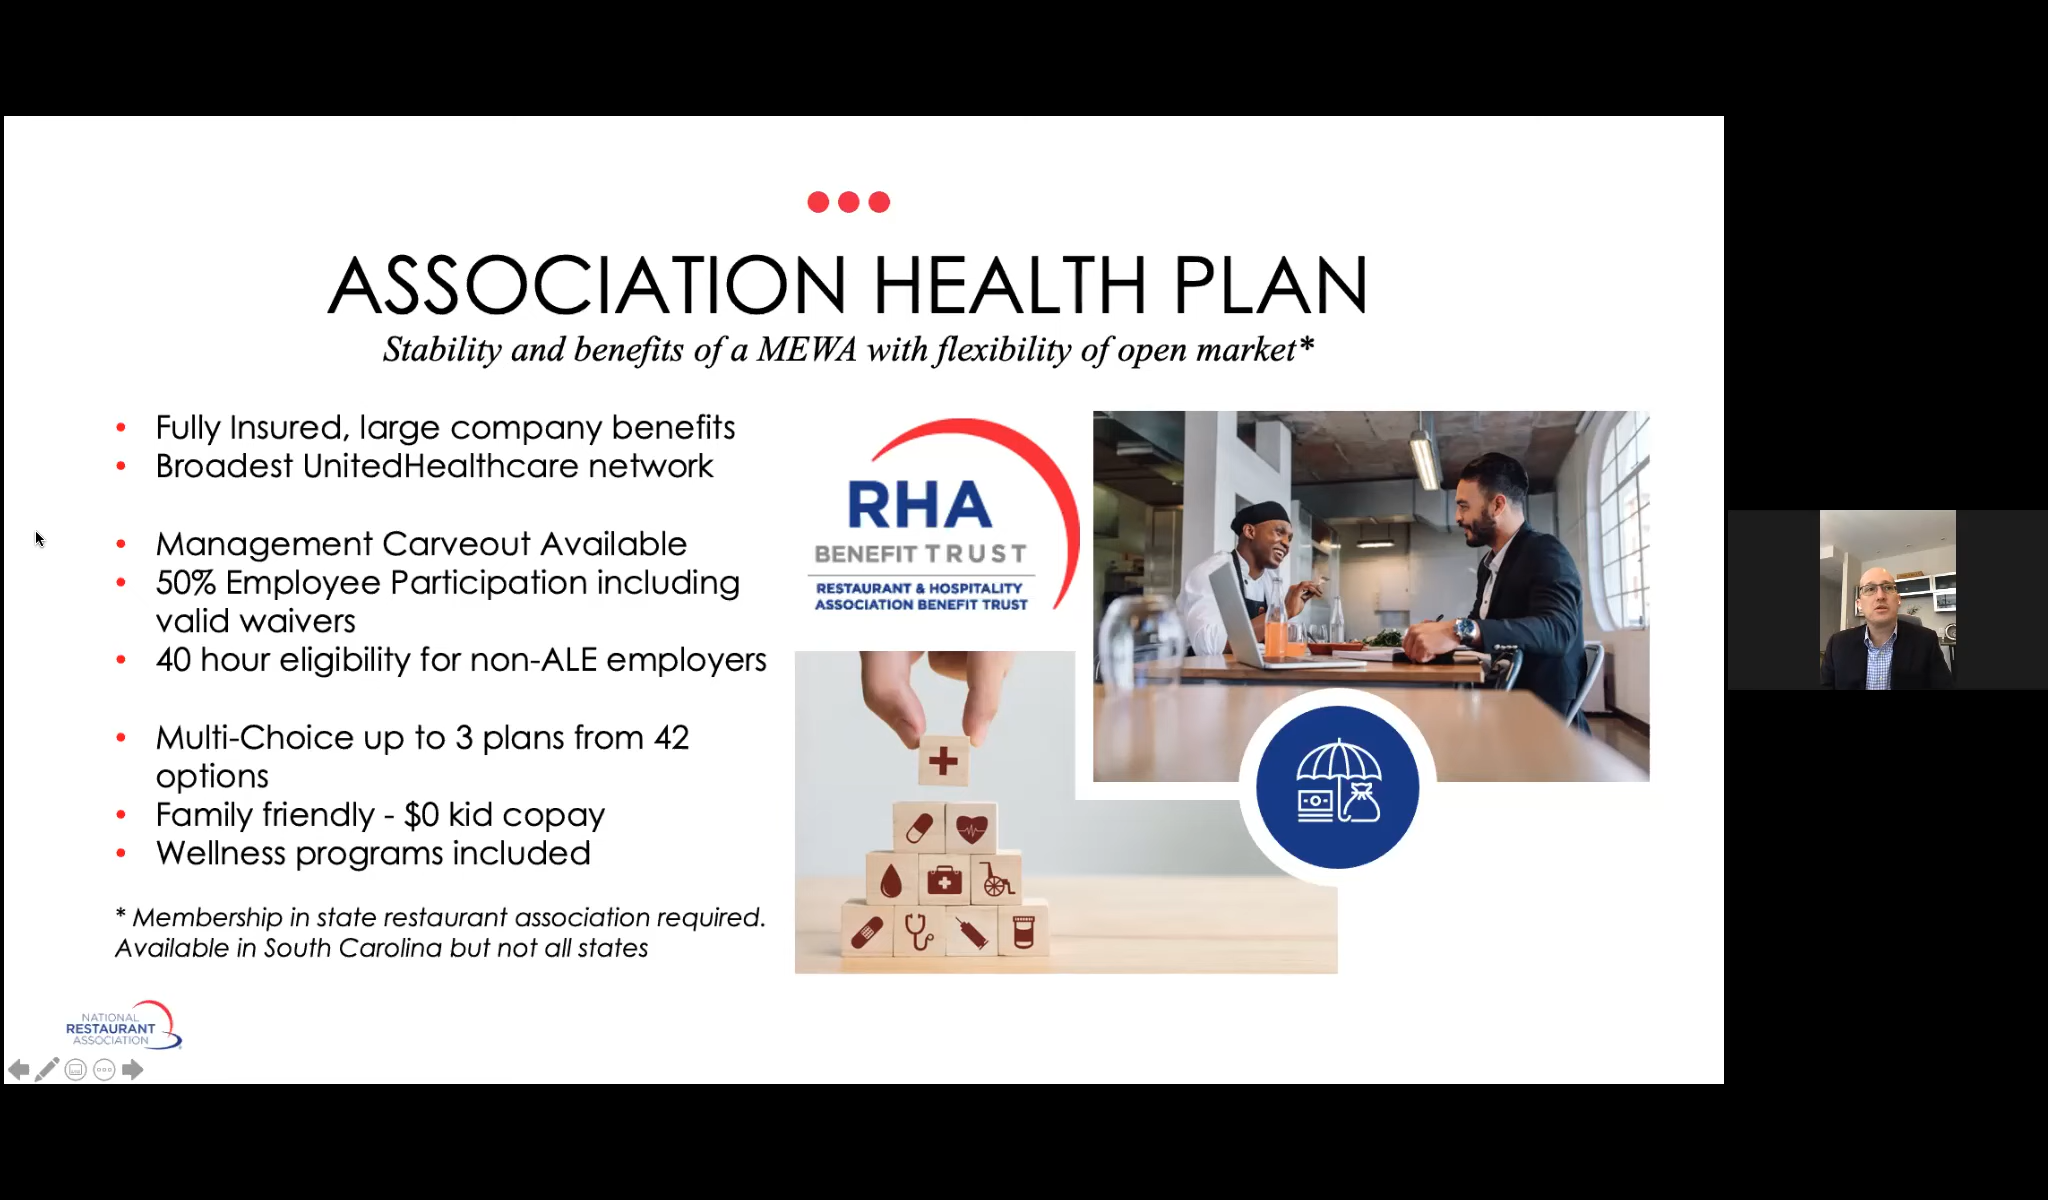 ASSOCIATION HEALTH PLAN
Stability and benefits of a MEWA with flexibility of open market*
• Fully Insured, large company benefits
• Broadest UnitedHealthcare network
• Management Carveout Available
• 50% Employee Participation including
valid waivers
• 40 hour eligibility for non-ALE employers
• Multi-Choice up to 3 plans from 42
options
• Family friendly - $0 kid copay
• Wellness programs included
* Membership in state restaurant association required.
Available in South Carolina but not all states
RHA
BENEFIT TRUST
RESTAURANT & HOSPITALITY
ASSOCIATION BENEFIT TRUST
NATIONAL
RESTAURANT
ASSOCIATION